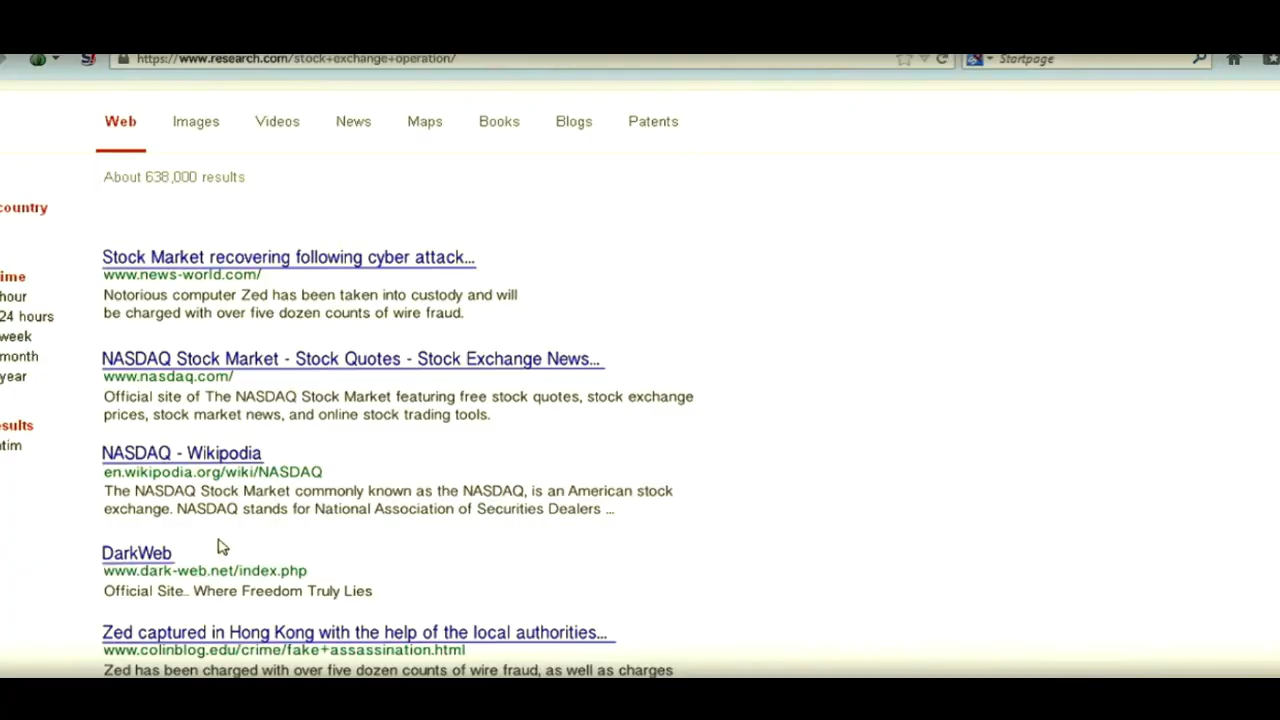 https://www.research.com/stock+exchange+operation/
Startpage
Web Images Videos News Maps Books Blogs Patents
About 638,000 results
country
Stock Market recovering following cyber attack...
www.news-world.com/
ime
Notorious computer Zed has been taken into custody and will
hour
be charged with over five dozen counts of wire fraud.
24 hours
week
month
NASDAQ Stock Market - Stock Quotes - Stock Exchange News...
year
www.nasdaq.com/
Official site of The NASDAQ Stock Market featuring free stock quotes, stock exchange
prices, stock market news, and online stock trading tools.
esults
ntim
NASDAQ - Wikipodia
en.wikipodia.org/wiki/NASDAQ
The NASDAQ Stock Market commonly known as the NASDAQ, is an American stock
exchange. NASDAQ stands for National Association of Securities Dealers ...
DarkWeb
www.dark-web.net/index.php
Official Site.. Where Freedom Truly Lies
Zed captured in Hong Kong with the help of the local authorities...
www.colinblog.edu/crime/fake+assassination.html
Zed has been charged with over five dozen counts of wire fraud, as well as charges